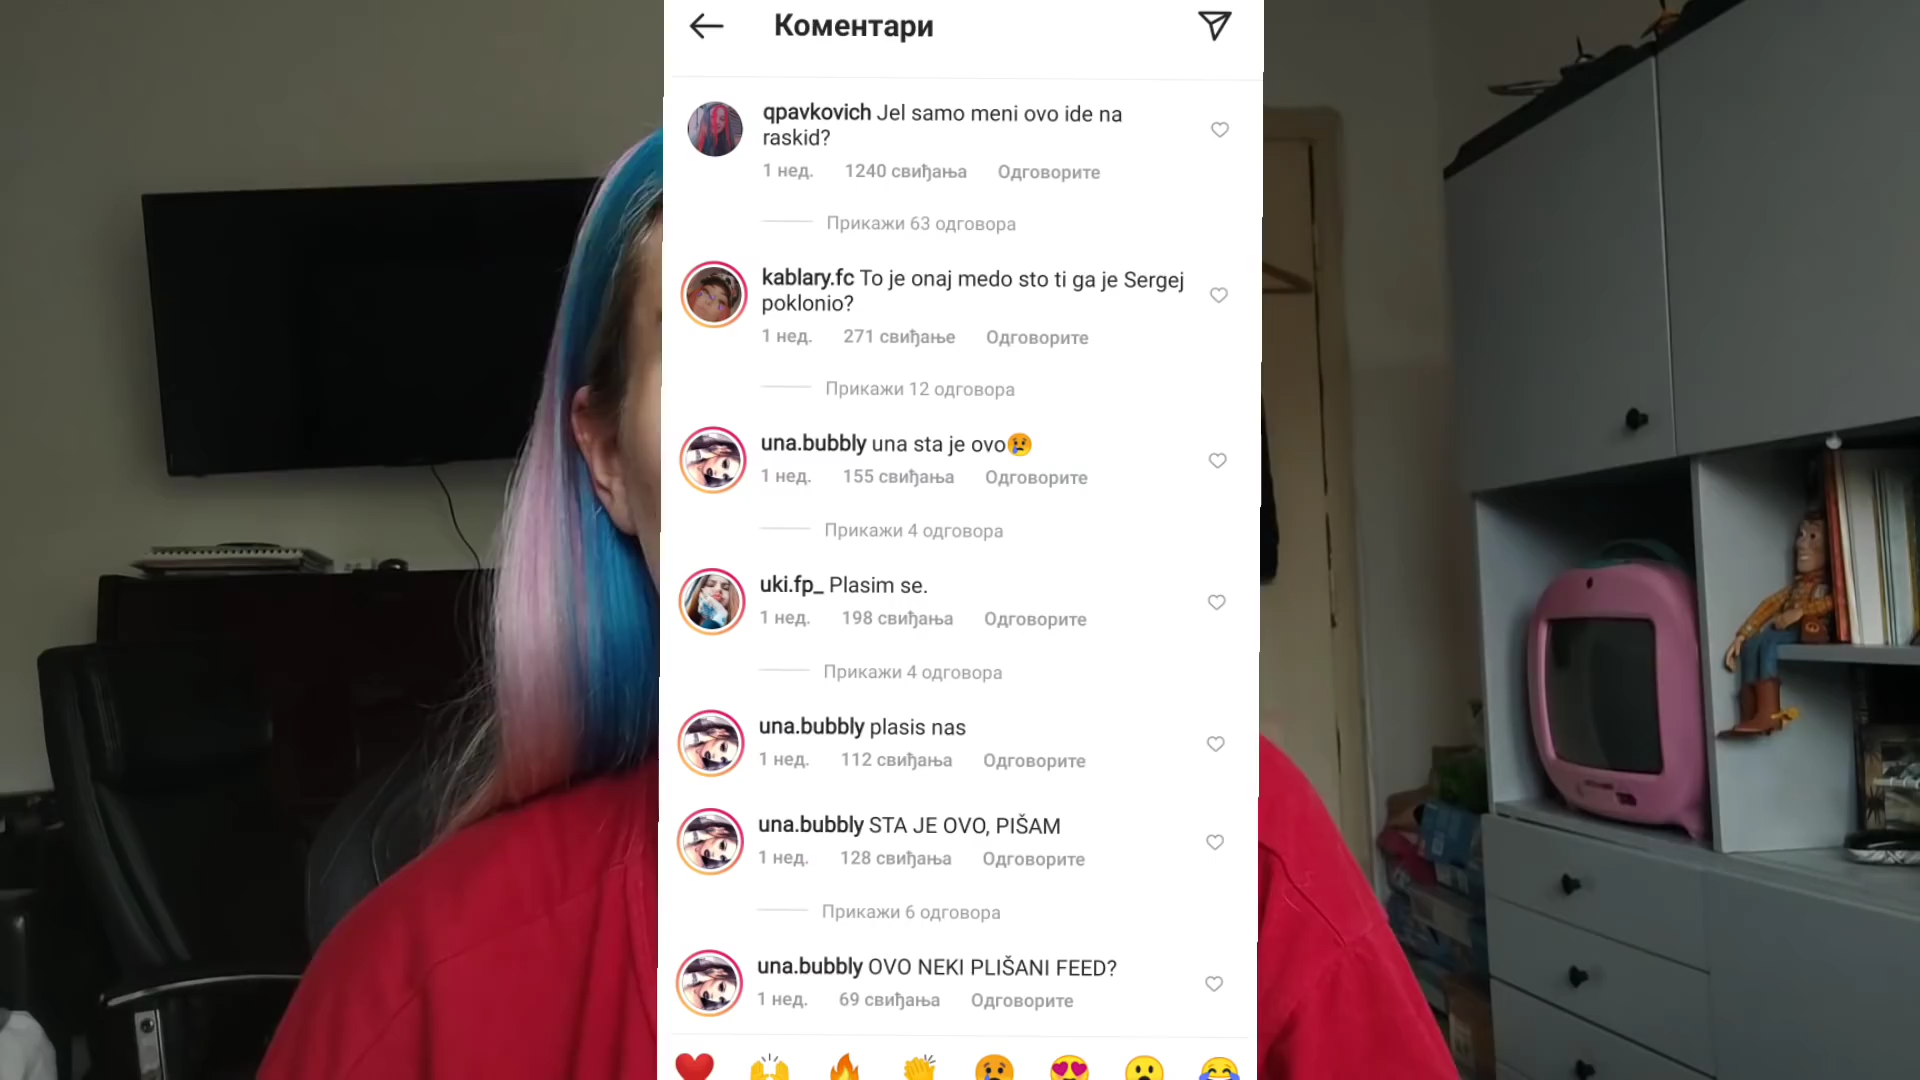 Коментари
qpavkovich Jel samo meni ovo ide na
raskid?
1 нед. 1240 свиђања Одговорите
Прикажи 63 одговора
kablary.fc To je onaj medo sto ti ga je Sergej
poklonio?
1 нед. 271 свиђање Одговорите
Прикажи 12 одговора
una.bubbly una sta je ovo😢
1 нед. 155 свиђања Одговорите
Прикажи 4 одговора
uki.fp_ Plasim se.
1 нед. 198 свиђања Одговорите
Прикажи 4 одговора
una.bubbly plasis nas
1 нед. 112 свиђања Одговорите
una.bubbly STA JE OVO, PIŠAM
1 нед. 128 свиђања Одговорите
Прикажи 6 одговора
una.bubbly OVO NEKI PLIŠANI FEED?
1 нед. 69 свиђања Одговорите